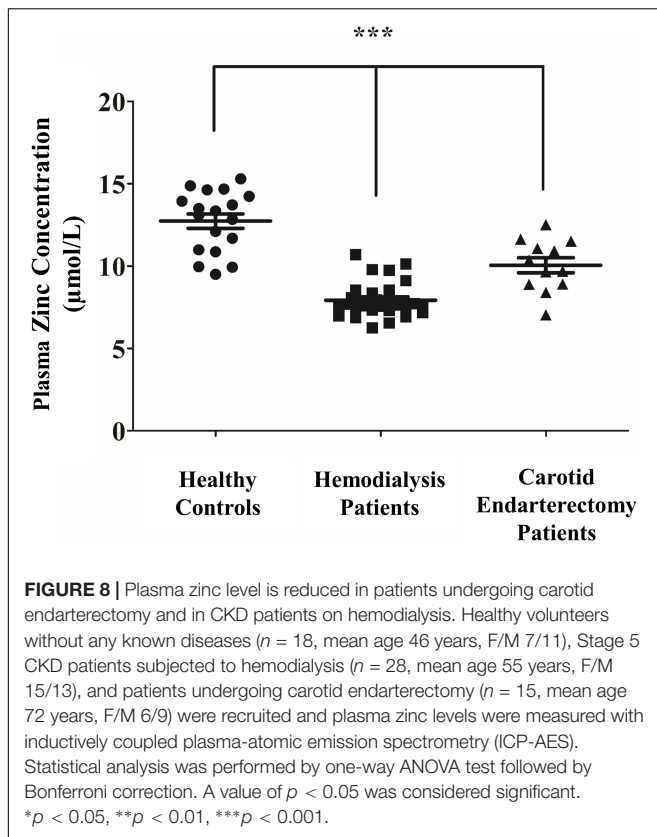 ***
20
15
10
5
0
Plasma Zinc Concentration
(μmol/L)
Healthy
Controls
Hemodialysis
Patients
Carotid
Endarterectomy
Patients
FIGURE 8 | Plasma zinc level is reduced in patients undergoing carotid
endarterectomy and in CKD patients on hemodialysis. Healthy volunteers
without any known diseases (n = 18, mean age 46 years, F/M 7/11), Stage 5
CKD patients subjected to hemodialysis (n = 28, mean age 55 years, F/M
15/13), and patients undergoing carotid endarterectomy (n = 15, mean age
72 years, F/M 6/9) were recruited and plasma zinc levels were measured with
inductively coupled plasma-atomic emission spectrometry (ICP-AES).
Statistical analysis was performed by one-way ANOVA test followed by
Bonferroni correction. A value of p < 0.05 was considered significant.
*p < 0.05, **p < 0.01, ***p < 0.001.